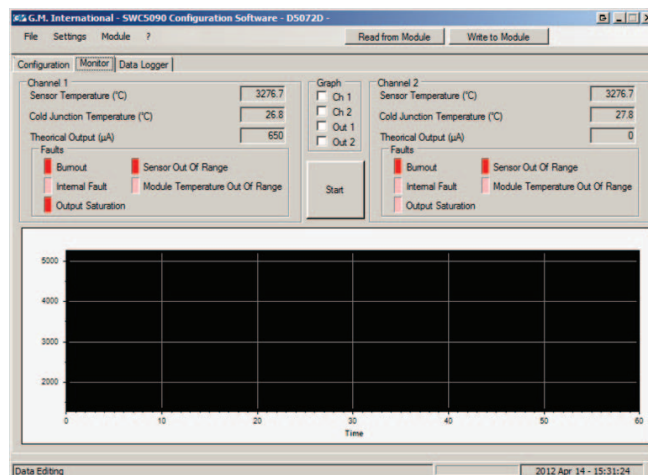 G.M. International - SWC5090 Configuration Software - D5072D -
File Settings Module ? Read from Module Write to Module
Configuration Monitor Data Logger
Channel 1 Graph Channel 2
Sensor Temperature (°C) 3276.7 Ch 1 Sensor Temperature (°C) 3276.7
Cold Junction Temperature (°C) 26.8 Ch 2 Cold Junction Temperature (°C) 27.8
Theorical Output (µA) 650 Out 1 Theorical Output (µA) 0
Out 2
Faults Faults
Burnout Sensor Out Of Range Burnout Sensor Out Of Range
Internal Fault Module Temperature Out Of Range Start Internal Fault Module Temperature Out Of Range
Output Saturation Output Saturation
5000
4000
3000
2000
0 10 20 30 40 50 60
Time
Data Editing 2012 Apr 14 - 15:31:24